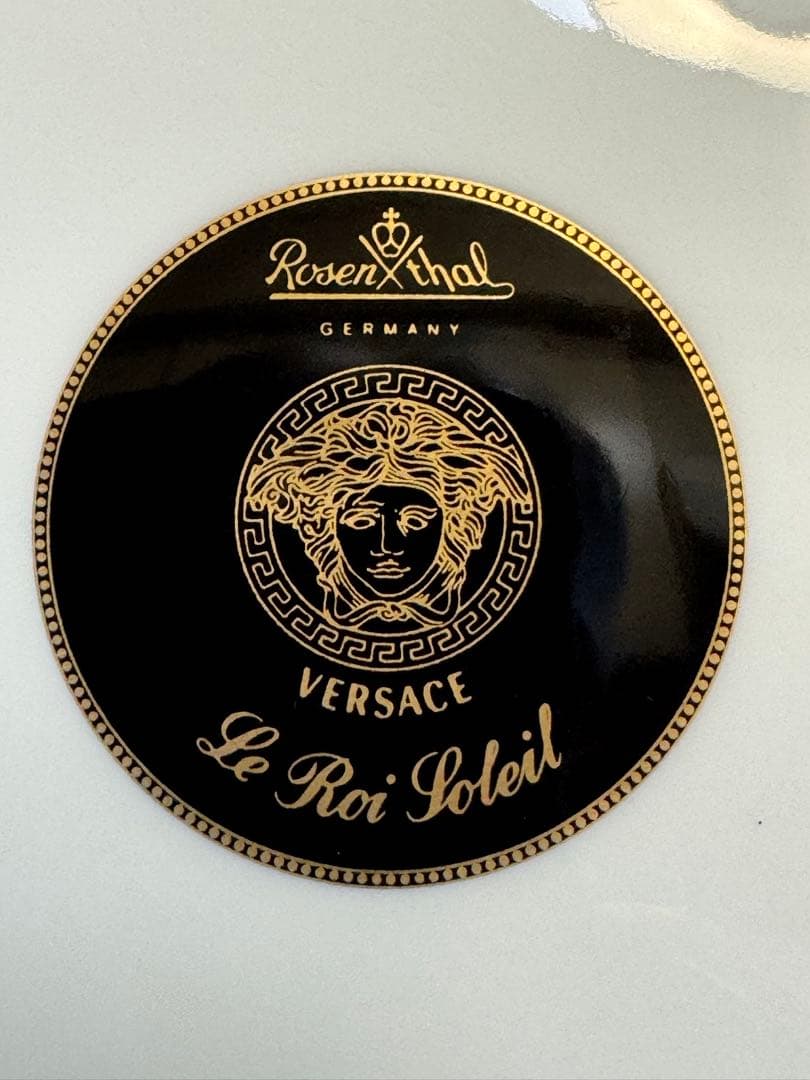 Rosenthal
GERMANY
VERSACE
Le Roi Soleil